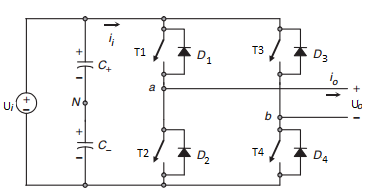 i_i
T1
D_1
T3
D_3
+
C_+
−
a
i_o
+
U_i
+
−
N
U_o
b
−
+
C_−
−
T2
D_2
T4
D_4